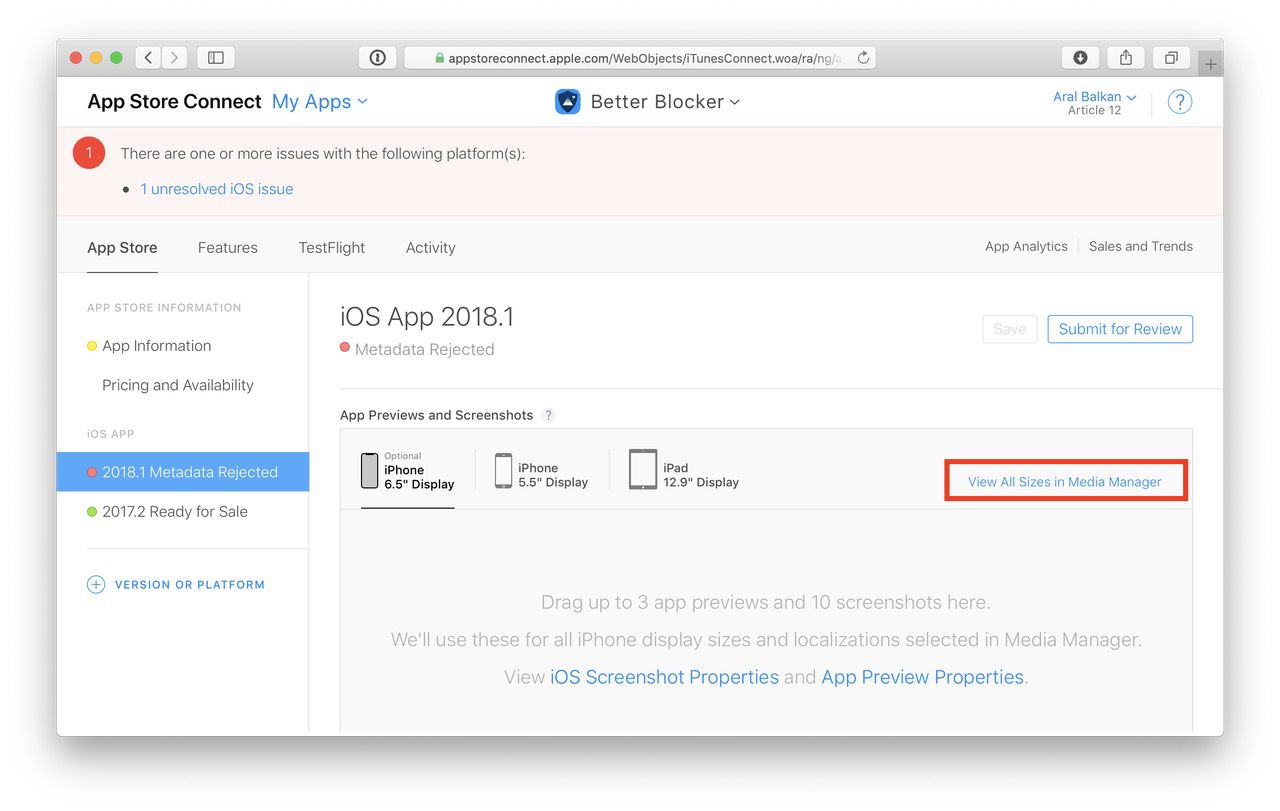 appstoreconnect.apple.com/WebObjects/iTunesConnect.woa/ra/ng/a
App Store Connect My Apps
Better Blocker
Aral Balkan
Article 12
?
1
There are one or more issues with the following platform(s):
• 1 unresolved iOS issue
App Store Features TestFlight Activity
App Analytics Sales and Trends
APP STORE INFORMATION
App Information
Pricing and Availability
iOS APP
2018.1 Metadata Rejected
2017.2 Ready for Sale
VERSION OR PLATFORM
iOS App 2018.1
Metadata Rejected
Save Submit for Review
App Previews and Screenshots ?
Optional
iPhone
6.5" Display
iPhone
5.5" Display
iPad
12.9" Display
View All Sizes in Media Manager
Drag up to 3 app previews and 10 screenshots here.
We'll use these for all iPhone display sizes and localizations selected in Media Manager.
View iOS Screenshot Properties and App Preview Properties.